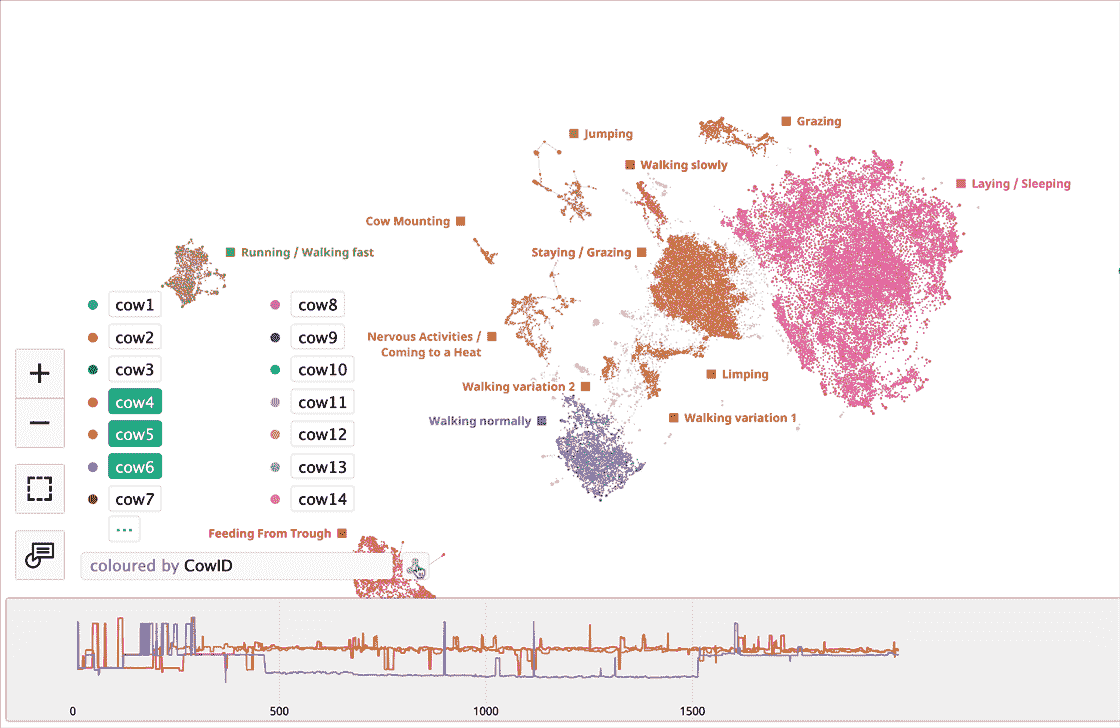 Grazing
Jumping
Walking slowly
Laying / Sleeping
Cow Mounting
Running / Walking fast
Staying / Grazing
cow1
cow8
cow2
cow9
Nervous Activities /
Coming to a Heat
cow3
cow10
Limping
+
Walking variation 2
cow4
cow11
Walking variation 1
−
Walking normally
cow5
cow12
cow6
cow13
cow7
cow14
...
Feeding From Trough
coloured by CowID
0
500
1000
1500